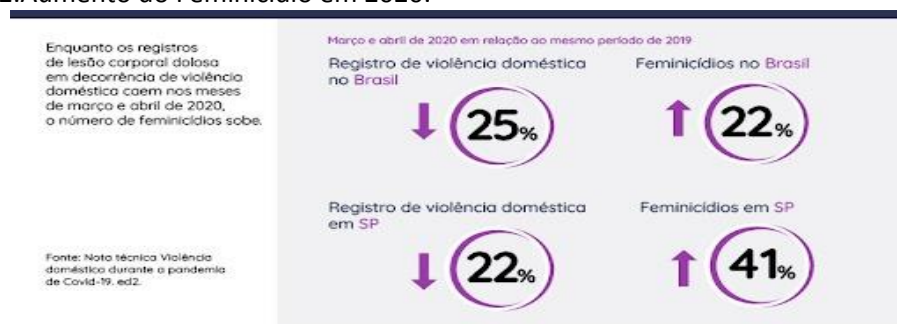 2.Aumento do Feminicídio em 2020.
Enquanto os registros
de lesão corporal dolosa
em decorrência de violência
doméstica caem nos meses
de março e abril de 2020,
o número de feminicídios sobe.
Fonte: Nota técnica Violência
doméstica durante a pandemia
de Covid-19. ed2.
Março e abril de 2020 em relação ao mesmo período de 2019
Registro de violência doméstica
no Brasil
25%
Feminicídios no Brasil
22%
Registro de violência doméstica
em SP
22%
Feminicídios em SP
41%